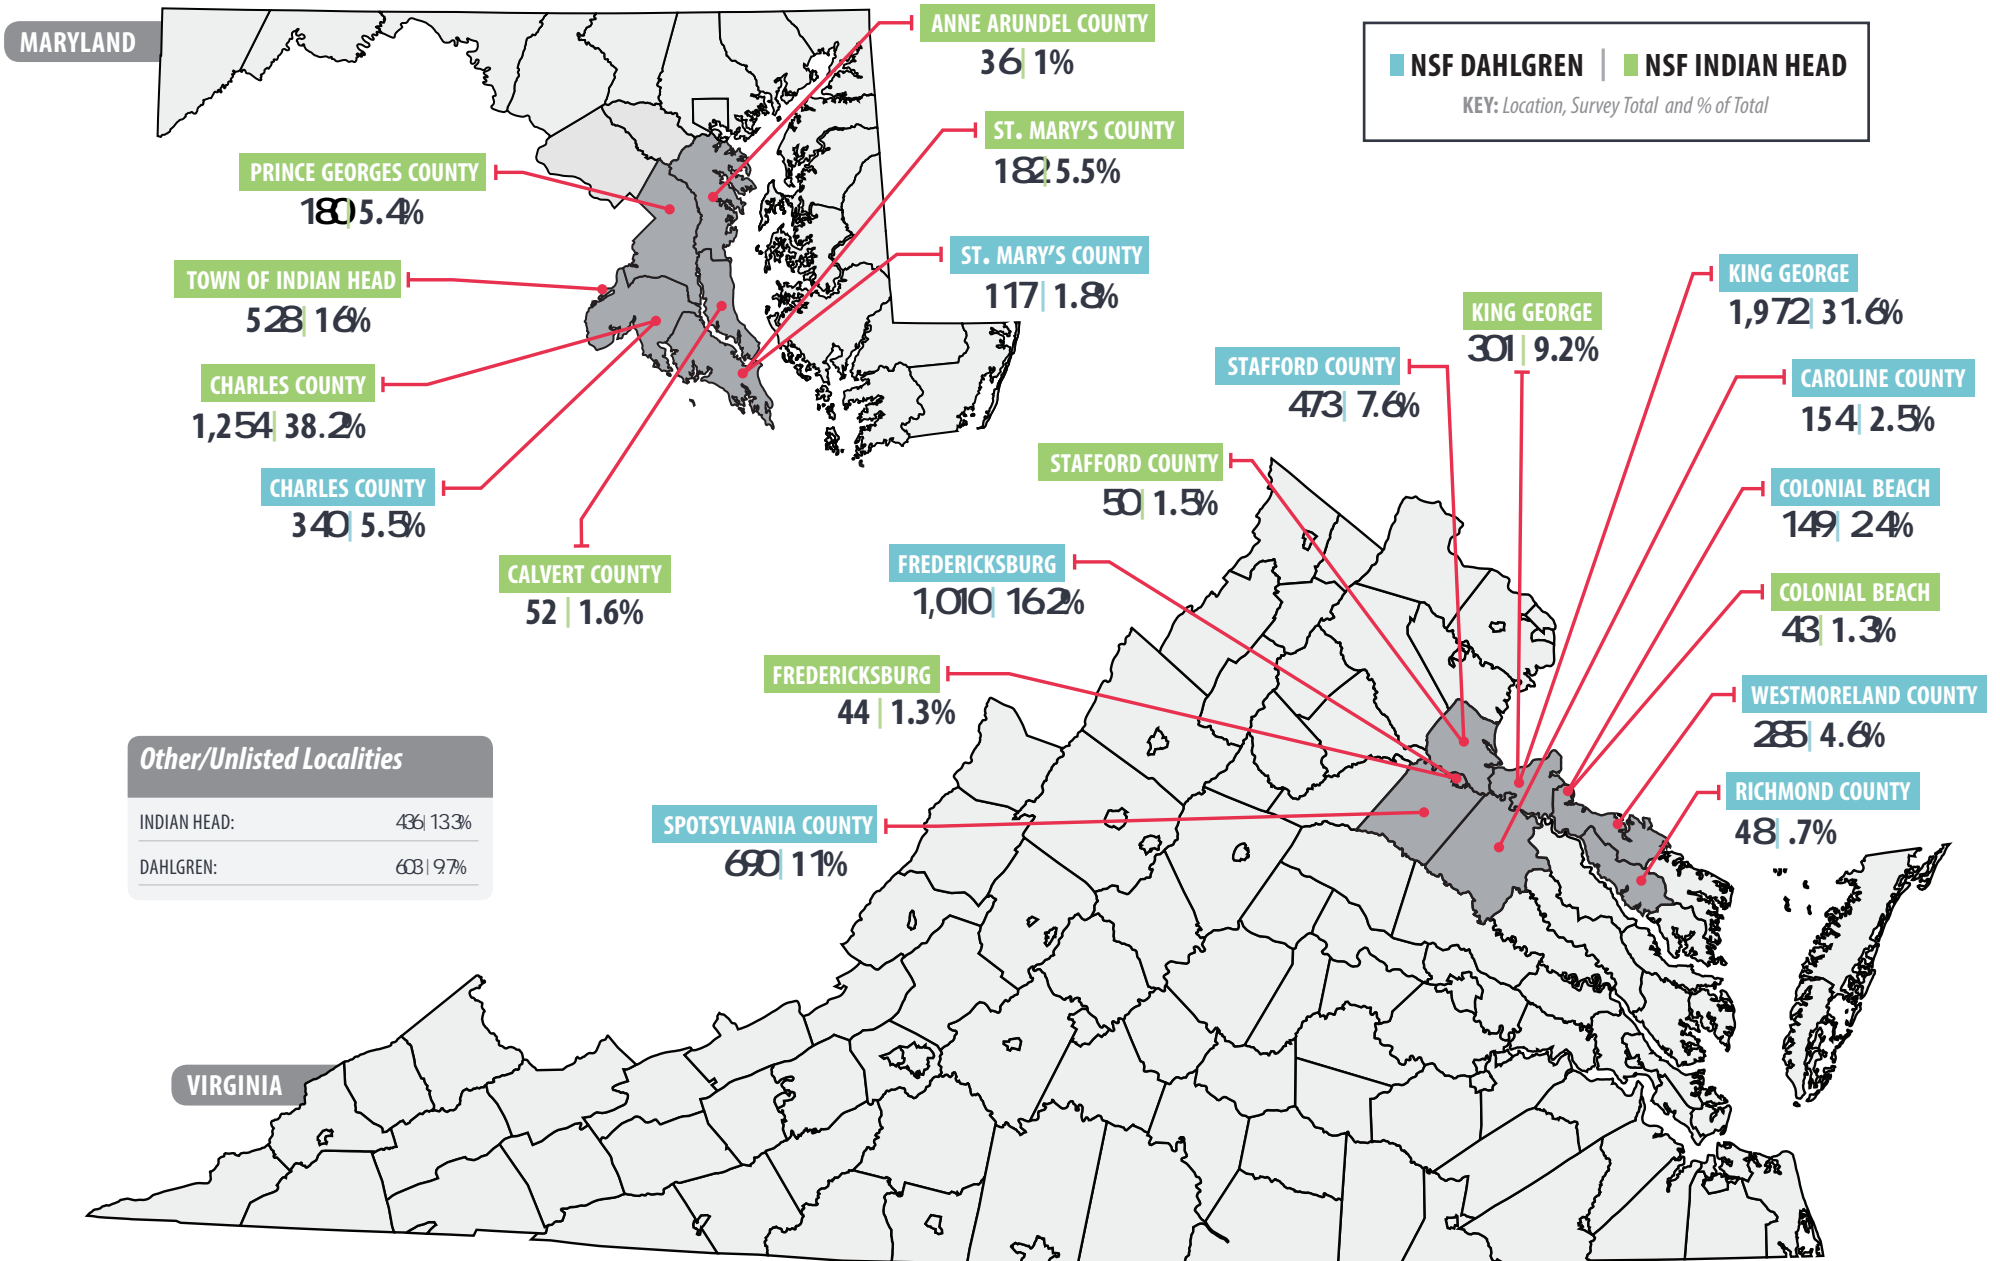 MARYLAND
ANNE ARUNDEL COUNTY
36 | 1%
NSF DAHLGREN | NSF INDIAN HEAD
KEY: Location, Survey Total and % of Total
ST. MARY'S COUNTY
182 | 5.5%
PRINCE GEORGES COUNTY
180 | 5.4%
ST. MARY'S COUNTY
117 | 1.8%
TOWN OF INDIAN HEAD
528 | 16%
KING GEORGE
1,972 | 31.6%
KING GEORGE
301 | 9.2%
STAFFORD COUNTY
473 | 7.6%
CHARLES COUNTY
1,254 | 38.2%
CAROLINE COUNTY
154 | 2.5%
STAFFORD COUNTY
50 | 1.5%
CHARLES COUNTY
340 | 5.5%
COLONIAL BEACH
149 | 2.4%
CALVERT COUNTY
52 | 1.6%
FREDERICKSBURG
1,010 | 16.2%
COLONIAL BEACH
43 | 1.3%
FREDERICKSBURG
44 | 1.3%
WESTMORELAND COUNTY
285 | 4.6%
Other/Unlisted Localities
INDIAN HEAD: 436 | 13.3%
DAHLGREN: 603 | 9.7%
SPOTSYLVANIA COUNTY
690 | 11%
RICHMOND COUNTY
48 | .7%
VIRGINIA